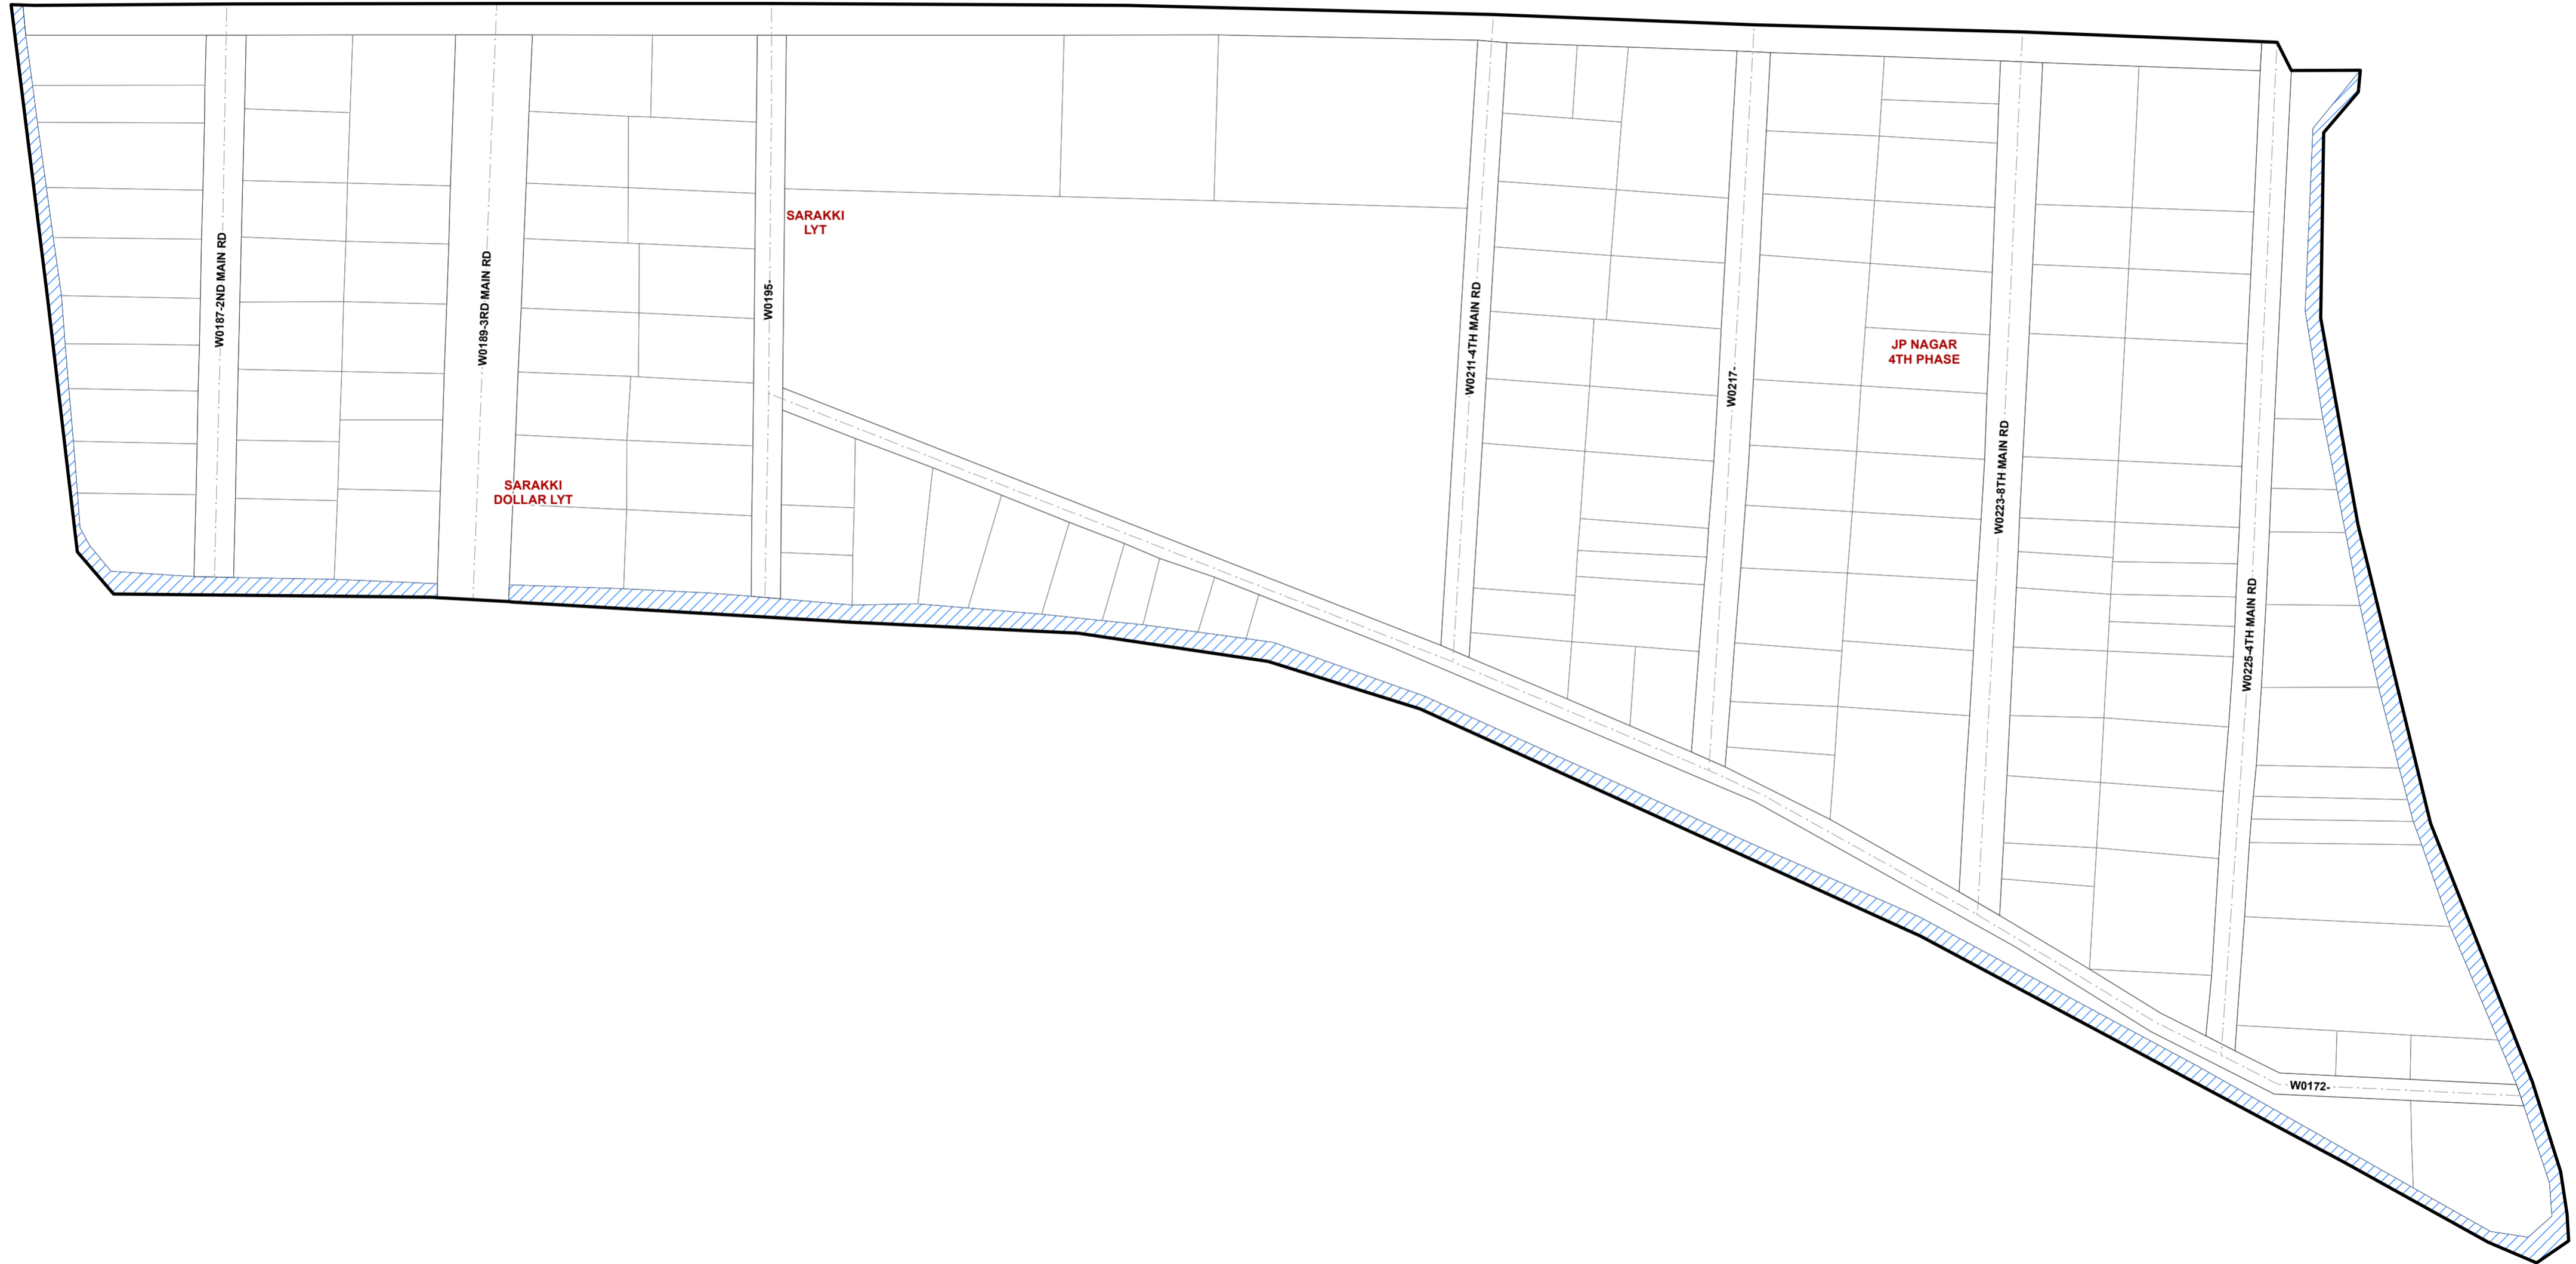 W0187-2ND MAIN RD
W0189-3RD MAIN RD
SARAKKI
DOLLAR LYT
W0195-
SARAKKI
LYT
W0211-4TH MAIN RD
W0217-
JP NAGAR
4TH PHASE
W0223-8TH MAIN RD
W0225-4TH MAIN RD
W0172-